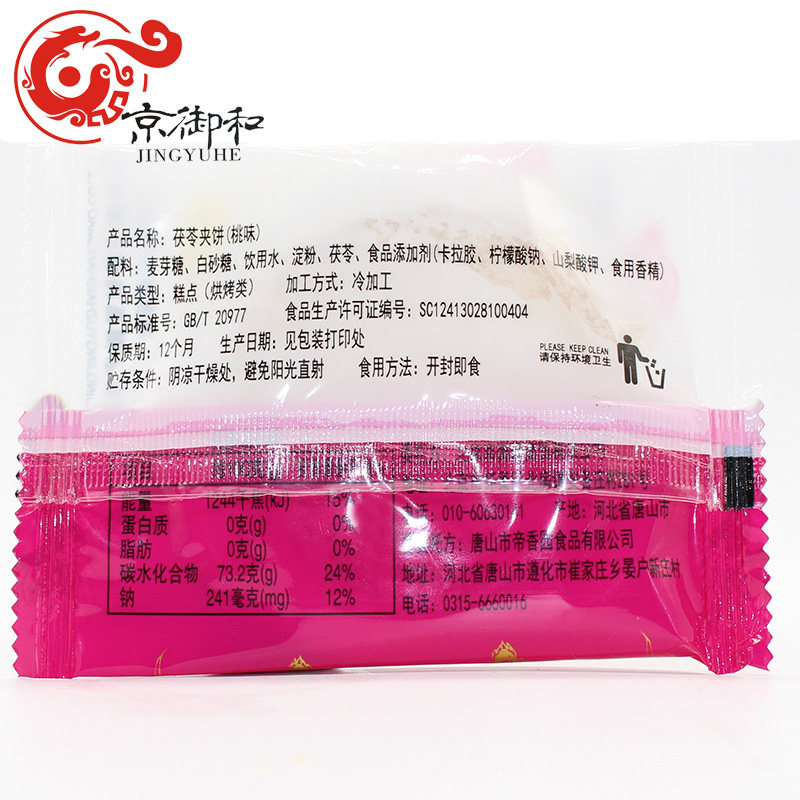 京御和
JINGYUHE
产品名称：茯苓夹饼(桃味)
配料：麦芽糖、白砂糖、饮用水、淀粉、茯苓、食品添加剂(卡拉胶、柠檬酸钠、山梨酸钾、食用香精)
产品类型：糕点（烘烤类） 加工方式：冷加工
产品标准号：GB/T 20977 食品生产许可证编号：SC12413028100404
保质期：12个月 生产日期：见包装打印处
贮存条件：阴凉干燥处，避免阳光直射 食用方法：开封即食
PLEASE KEEP CLEAN
请保持环境卫生
能量 1244千焦(kJ) 15%
蛋白质 0克(g) 0%
脂肪 0克(g) 0%
碳水化合物 73.2克(g) 24%
钠 241毫克(mg) 12%
电话：010-60630141 产地：河北省唐山市
托方：唐山市帝香园食品有限公司
地址：河北省唐山市遵化市崔家庄乡晏户新庄村
电话：0315-6660016